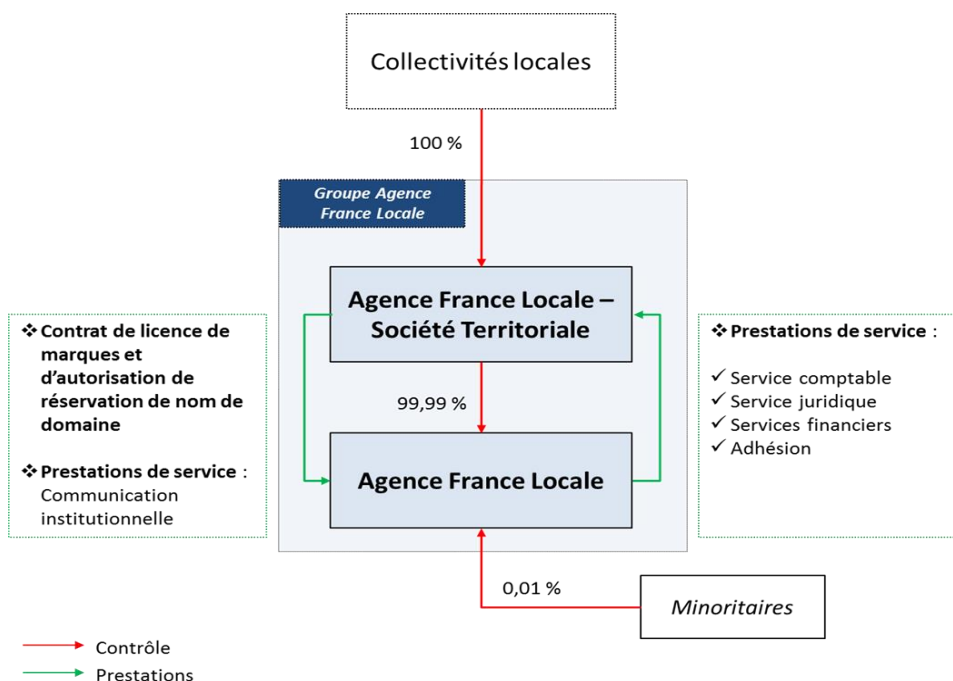 Collectivités locales
100 %
Groupe Agence
France Locale
Agence France Locale –
Société Territoriale
❖ Contrat de licence de
marques et
d'autorisation de
réservation de nom de
domaine
❖ Prestations de service :
Communication
institutionnelle
❖ Prestations de service :
✓ Service comptable
✓ Service juridique
✓ Services financiers
✓ Adhésion
99,99 %
Agence France Locale
0,01 %
Minoritaires
Contrôle
Prestations